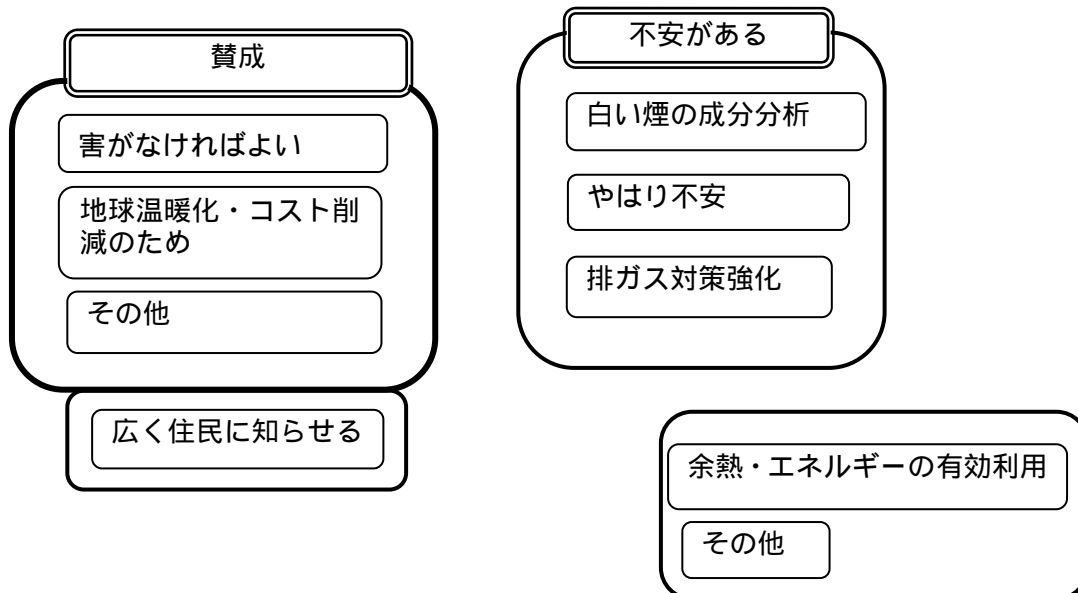 賛成
害がなければよい
地球温暖化・コスト削
減のため
その他
広く住民に知らせる
不安がある
白い煙の成分分析
やはり不安
排ガス対策強化
余熱・エネルギーの有効利用
その他